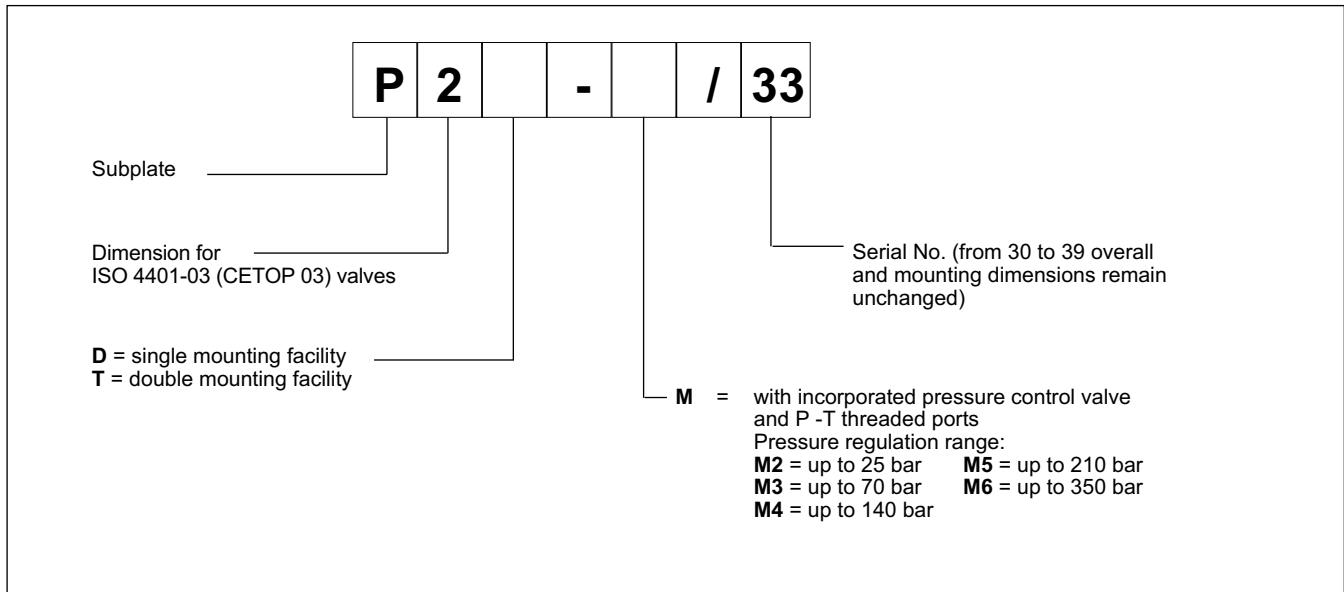 P 2 - / 33
Subplate
Dimension for
ISO 4401-03 (CETOP 03) valves
D = single mounting facility
T = double mounting facility
Serial No. (from 30 to 39 overall
and mounting dimensions remain
unchanged)
M = with incorporated pressure control valve
and P -T threaded ports
Pressure regulation range:
M2 = up to 25 bar M5 = up to 210 bar
M3 = up to 70 bar M6 = up to 350 bar
M4 = up to 140 bar